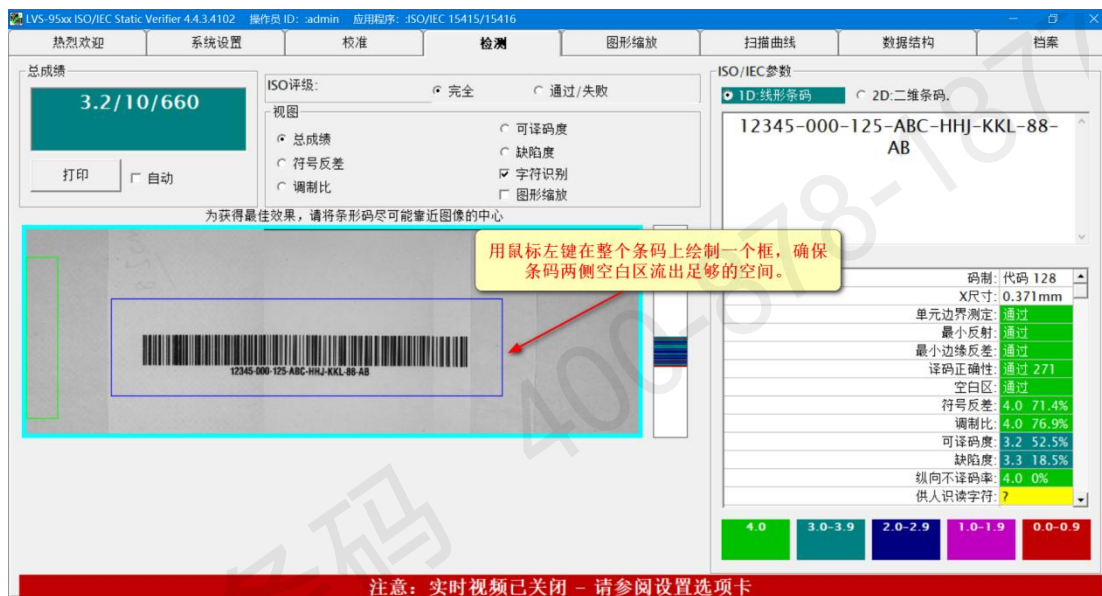 LVS-95xx ISO/IEC Static Verifier 4.4.3.4102 操作员 ID: :admin 应用程序: :ISO/IEC 15415/15416
热烈欢迎 系统设置 校准 检测 图形缩放 扫描曲线 数据结构 档案
总成绩
3.2/10/660
打印 自动
ISO评级: 完全 通过/失败
视图
总成绩
符号反差
调制比
可译码度
缺陷度
字符识别
图形缩放
为获得最佳效果，请将条形码尽可能靠近图像的中心
12345-000-125-ABC-HHJ-KKL-88-AB
用鼠标左键在整个条码上绘制一个框，确保
条码两侧空白区流出足够的空间。
ISO/IEC参数
1D:线形条码 2D:二维条码.
12345-000-125-ABC-HHJ-KKL-88-
AB
码制: 代码 128
X尺寸: 0.371mm
单元边界测定: 通过
最小反射: 通过
最小边缘反差: 通过
译码正确性: 通过 271
空白区: 通过
符号反差: 4.0 71.4%
调制比: 4.0 76.9%
可译码度: 3.2 52.5%
缺陷度: 3.3 18.5%
纵向不译码率: 4.0 0%
供人识读字符: ?
4.0 3.0-3.9 2.0-2.9 1.0-1.9 0.0-0.9
注意: 实时视频已关闭 - 请参阅设置选项卡
条码 400-878-187